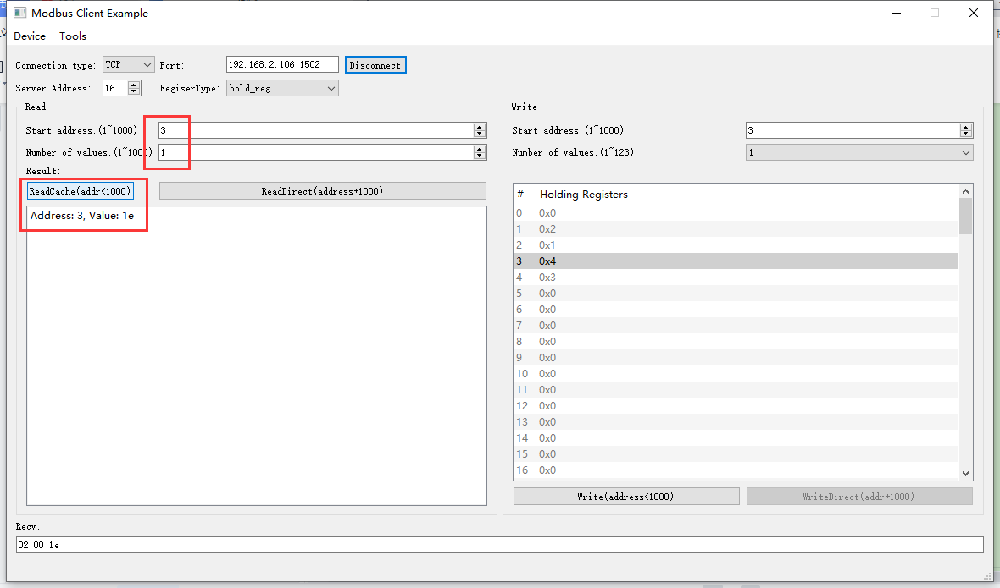 Modbus Client Example
Device Tools
Connection type: TCP Port: 192.168.2.106:1502 Disconnect
Server Address: 16 RegiserType: hold_reg
Read
Start address:(1~1000) 3
Number of values:(1~1000) 1
Result:
ReadCache(addr<1000) ReadDirect(address+1000)
Address: 3, Value: 1e
Write
Start address:(1~1000) 3
Number of values:(1~123) 1
# Holding Registers
0 0x0
1 0x2
2 0x1
3 0x4
4 0x3
5 0x0
6 0x0
7 0x0
8 0x0
9 0x0
10 0x0
11 0x0
12 0x0
13 0x0
14 0x0
15 0x0
16 0x0
Write(address<1000) WriteDirect(addr+1000)
Recv:
02 00 1e